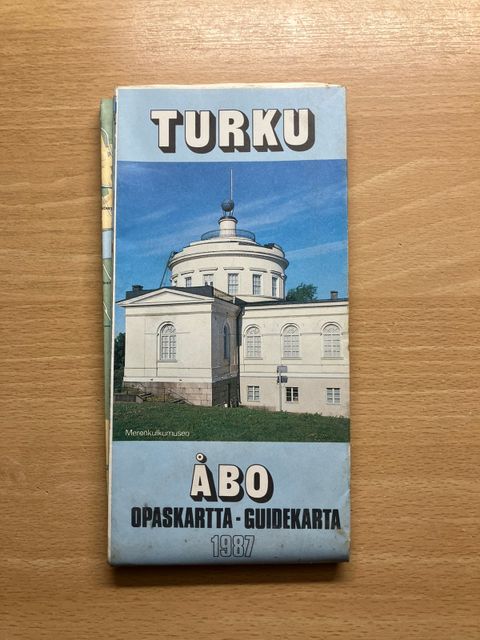 TURKU
Merenkulkumuseo
ÅBO
OPASKARTTA - GUIDEKARTA
1987